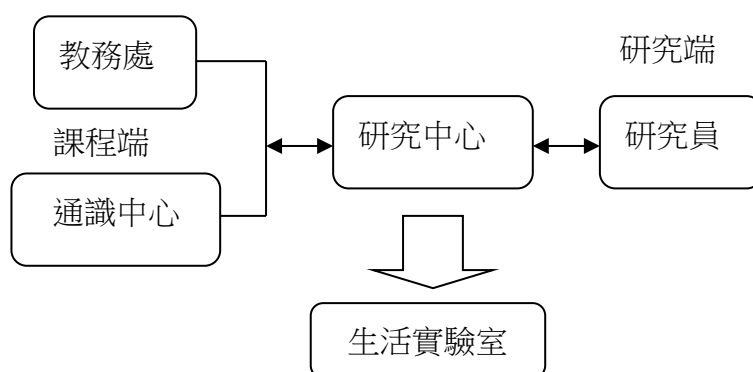 教務處
研究端
課程端
研究中心
研究員
通識中心
生活實驗室